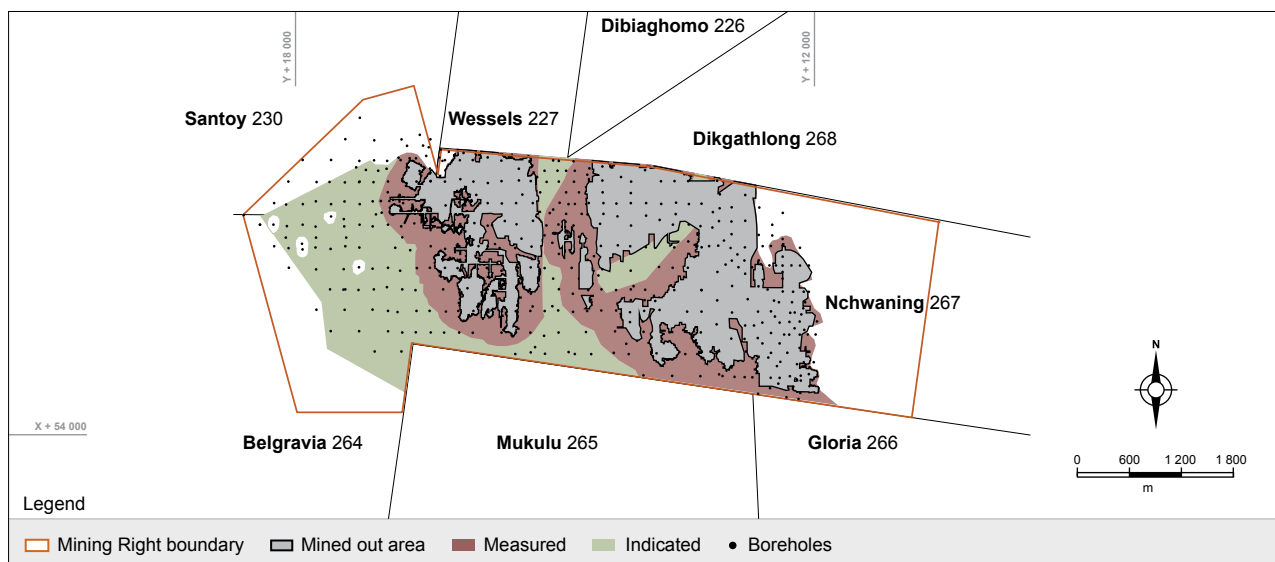 Dibiaghomo 226
Y + 18 000
Y + 12 000
Santoy 230
Wessels 227
Dikgathlong 268
Nchwaning 267
N
X + 54 000
Belgravia 264
Mukulu 265
Gloria 266
0 600 1 200 1 800
m
Legend
Mining Right boundary Mined out area Measured Indicated Boreholes